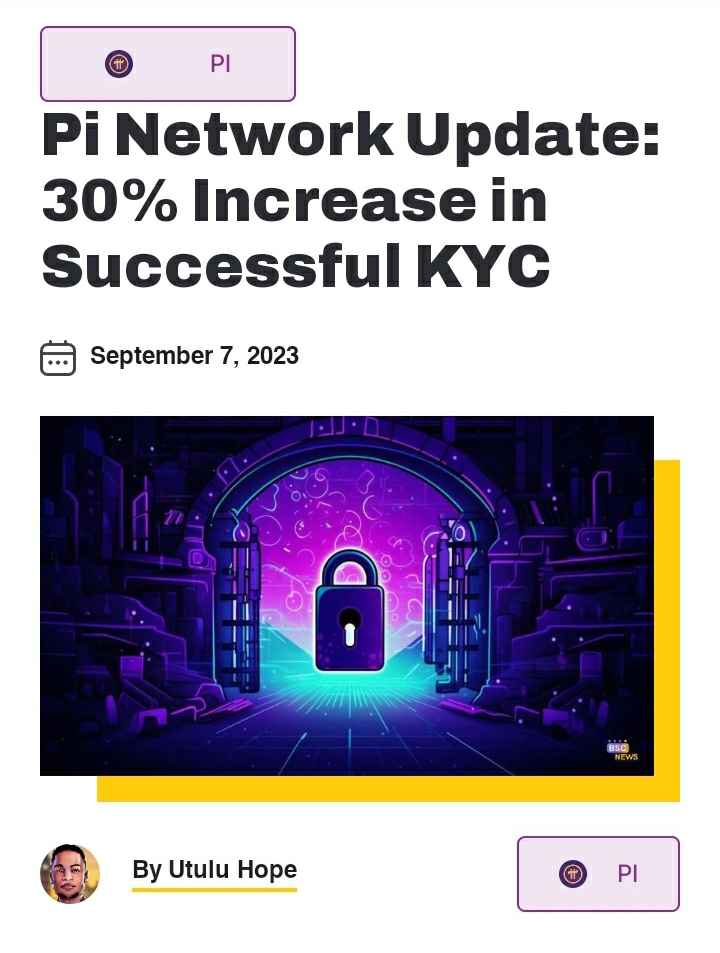 PI
Pi Network Update:
30% Increase in
Successful KYC
September 7, 2023
BSC
NEWS
By Utulu Hope
PI